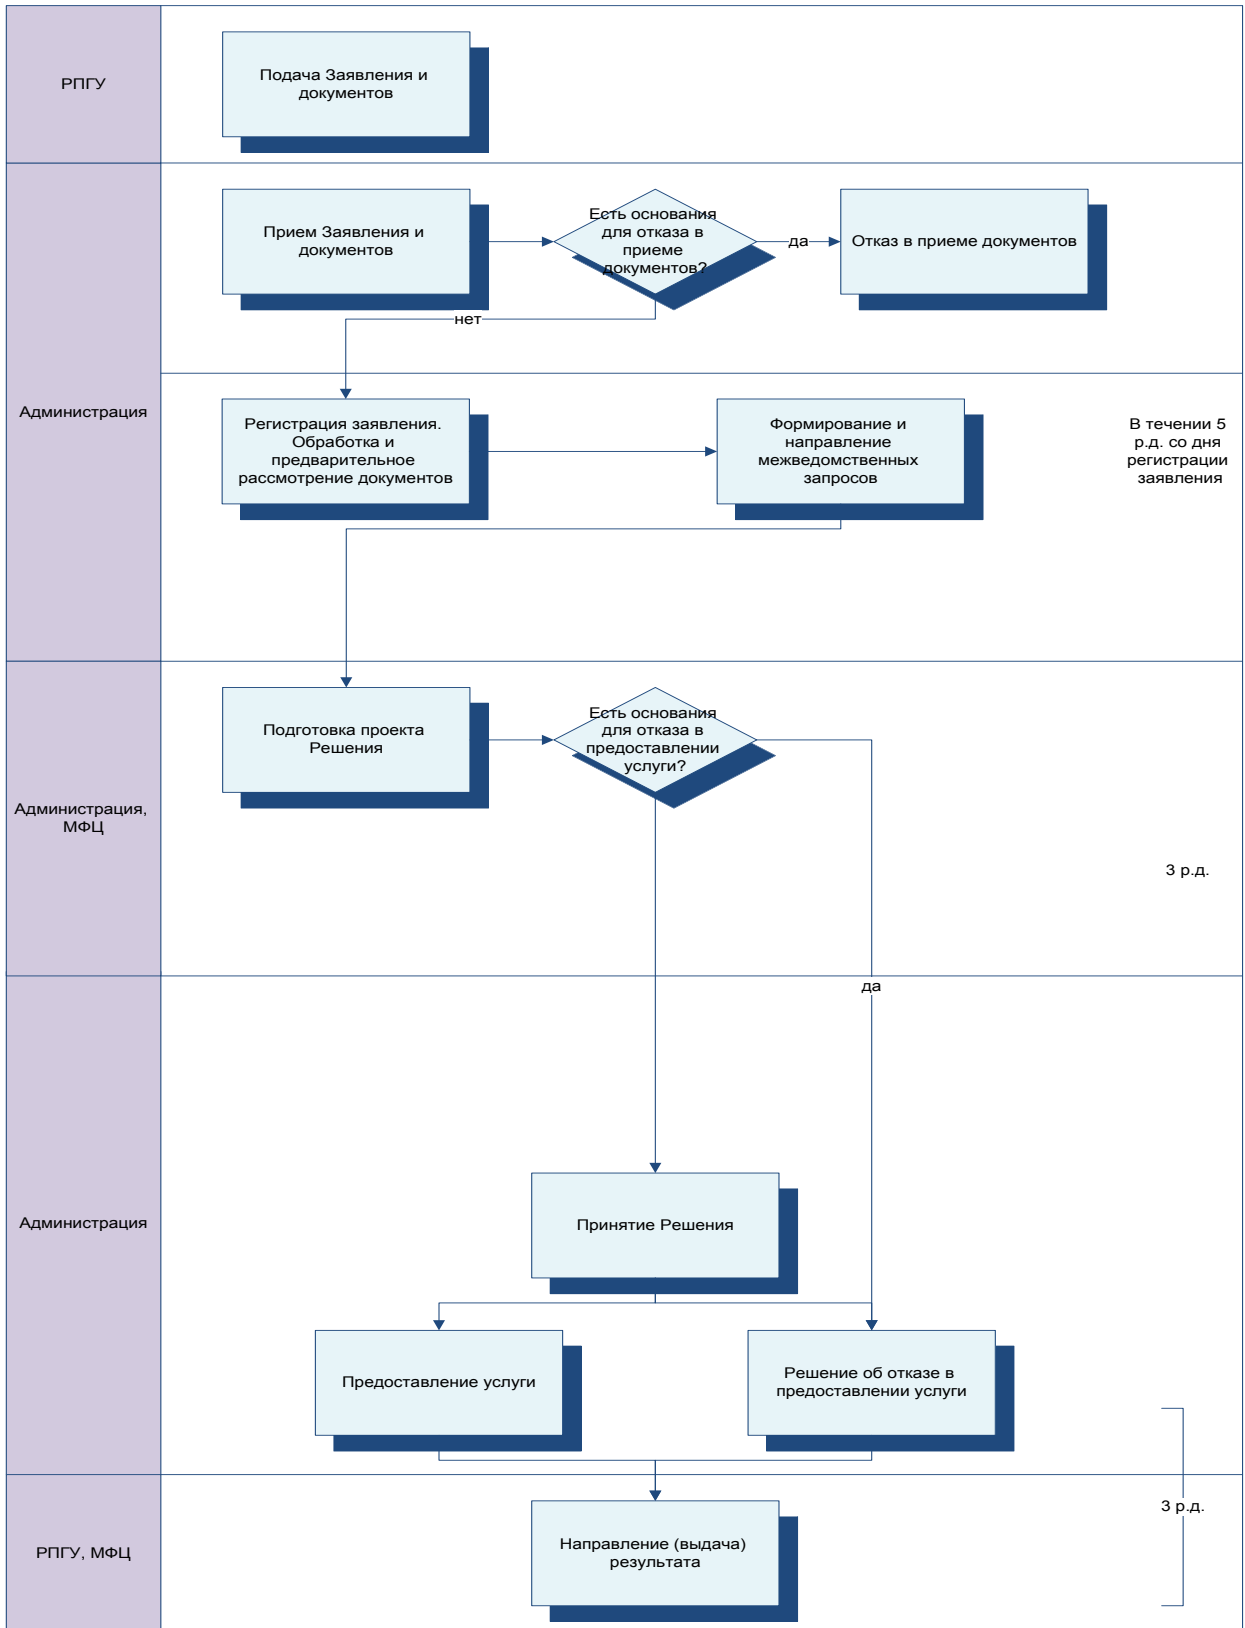 РПГУ
Подача Заявления и
документов
Администрация
Прием Заявления и
документов
Есть основания
для отказа в
приеме
документов?
да
Отказ в приеме документов
нет
Регистрация заявления.
Обработка и
предварительное
рассмотрение документов
Формирование и
направление
межведомственных
запросов
В течении 5
р.д. со дня
регистрации
заявления
Администрация,
МФЦ
Подготовка проекта
Решения
Есть основания
для отказа в
предоставлении
услуги?
3 р.д.
да
Администрация
Принятие Решения
Предоставление услуги
Решение об отказе в
предоставлении услуги
3 р.д.
РПГУ, МФЦ
Направление (выдача)
результата